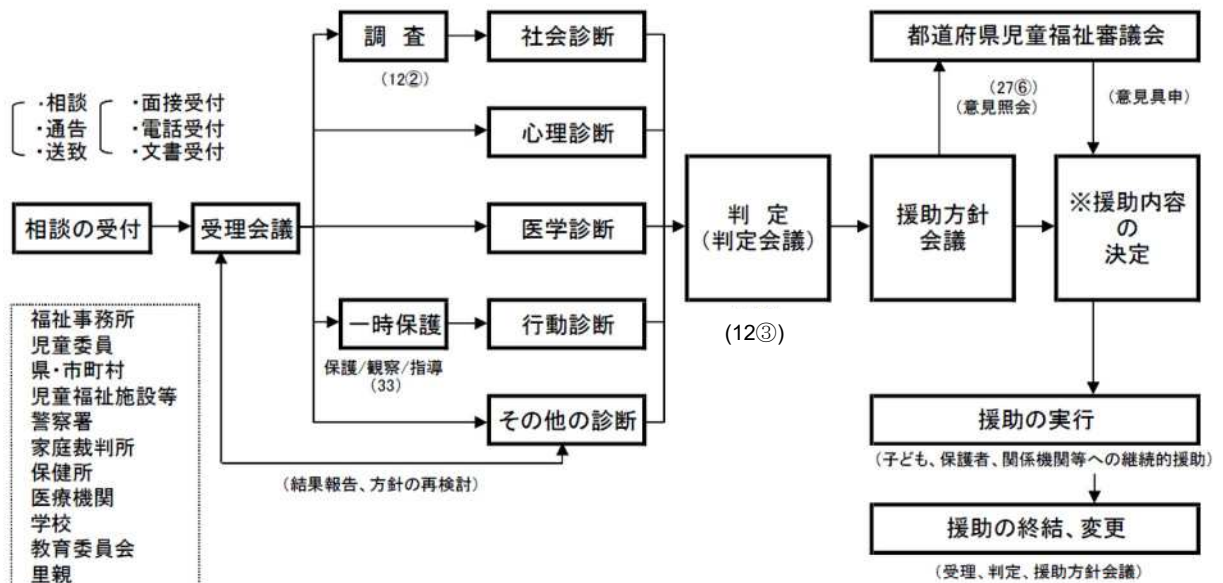 調 査
社会診断
都道府県児童福祉審議会
(12②)
(27⑥)
(意見照会)
(意見具申)
・相談
・通告
・送致
・面接受付
・電話受付
・文書受付
心理診断
相談の受付
受理会議
医学診断
判 定
(判定会議)
援助方針
会議
※援助内容
の
決定
一時保護
行動診断
(12③)
保護/観察/指導
(33)
その他の診断
(結果報告、方針の再検討)
援助の実行
(子ども、保護者、関係機関等への継続的援助)
援助の終結、変更
(受理、判定、援助方針会議)
福祉事務所
児童委員
県・市町村
児童福祉施設等
警察署
家庭裁判所
保健所
医療機関
学校
教育委員会
里親